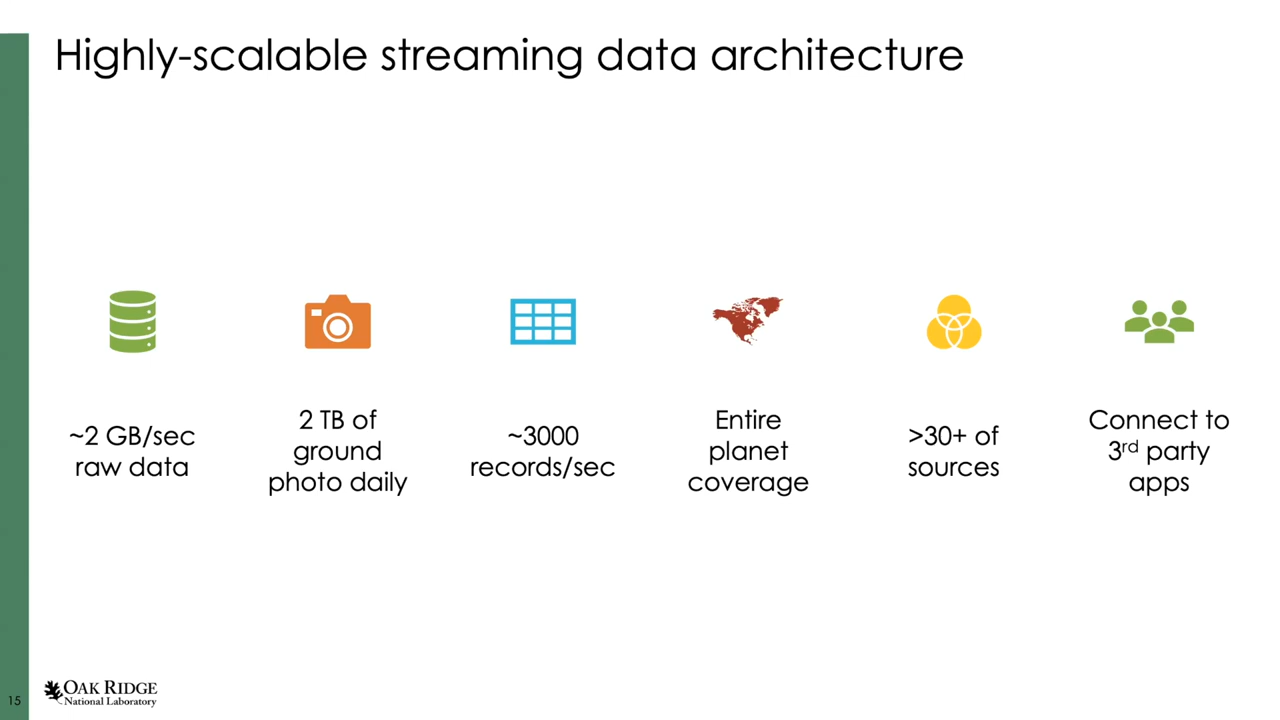 Highly-scalable streaming data architecture
~2 GB/sec
raw data
2 TB of
ground
photo daily
~3000
records/sec
Entire
planet
coverage
>30+ of
sources
Connect to
3rd party
apps
15
OAK RIDGE
National Laboratory